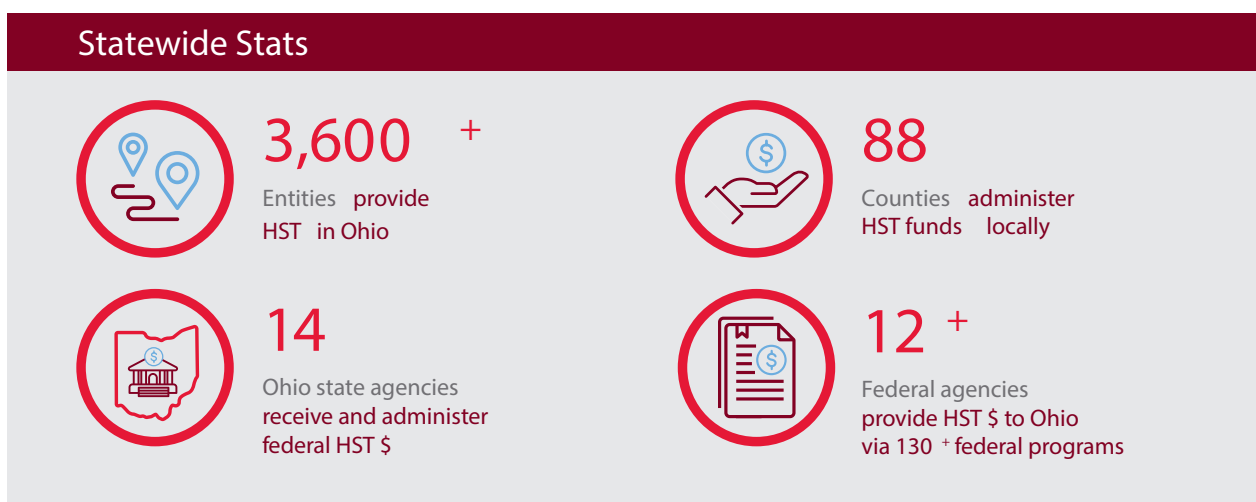 Statewide Stats
3,600 +
Entities provide
HST in Ohio
88
Counties administer
HST funds locally
14
Ohio state agencies
receive and administer
federal HST $
12 +
Federal agencies
provide HST $ to Ohio
via 130 + federal programs